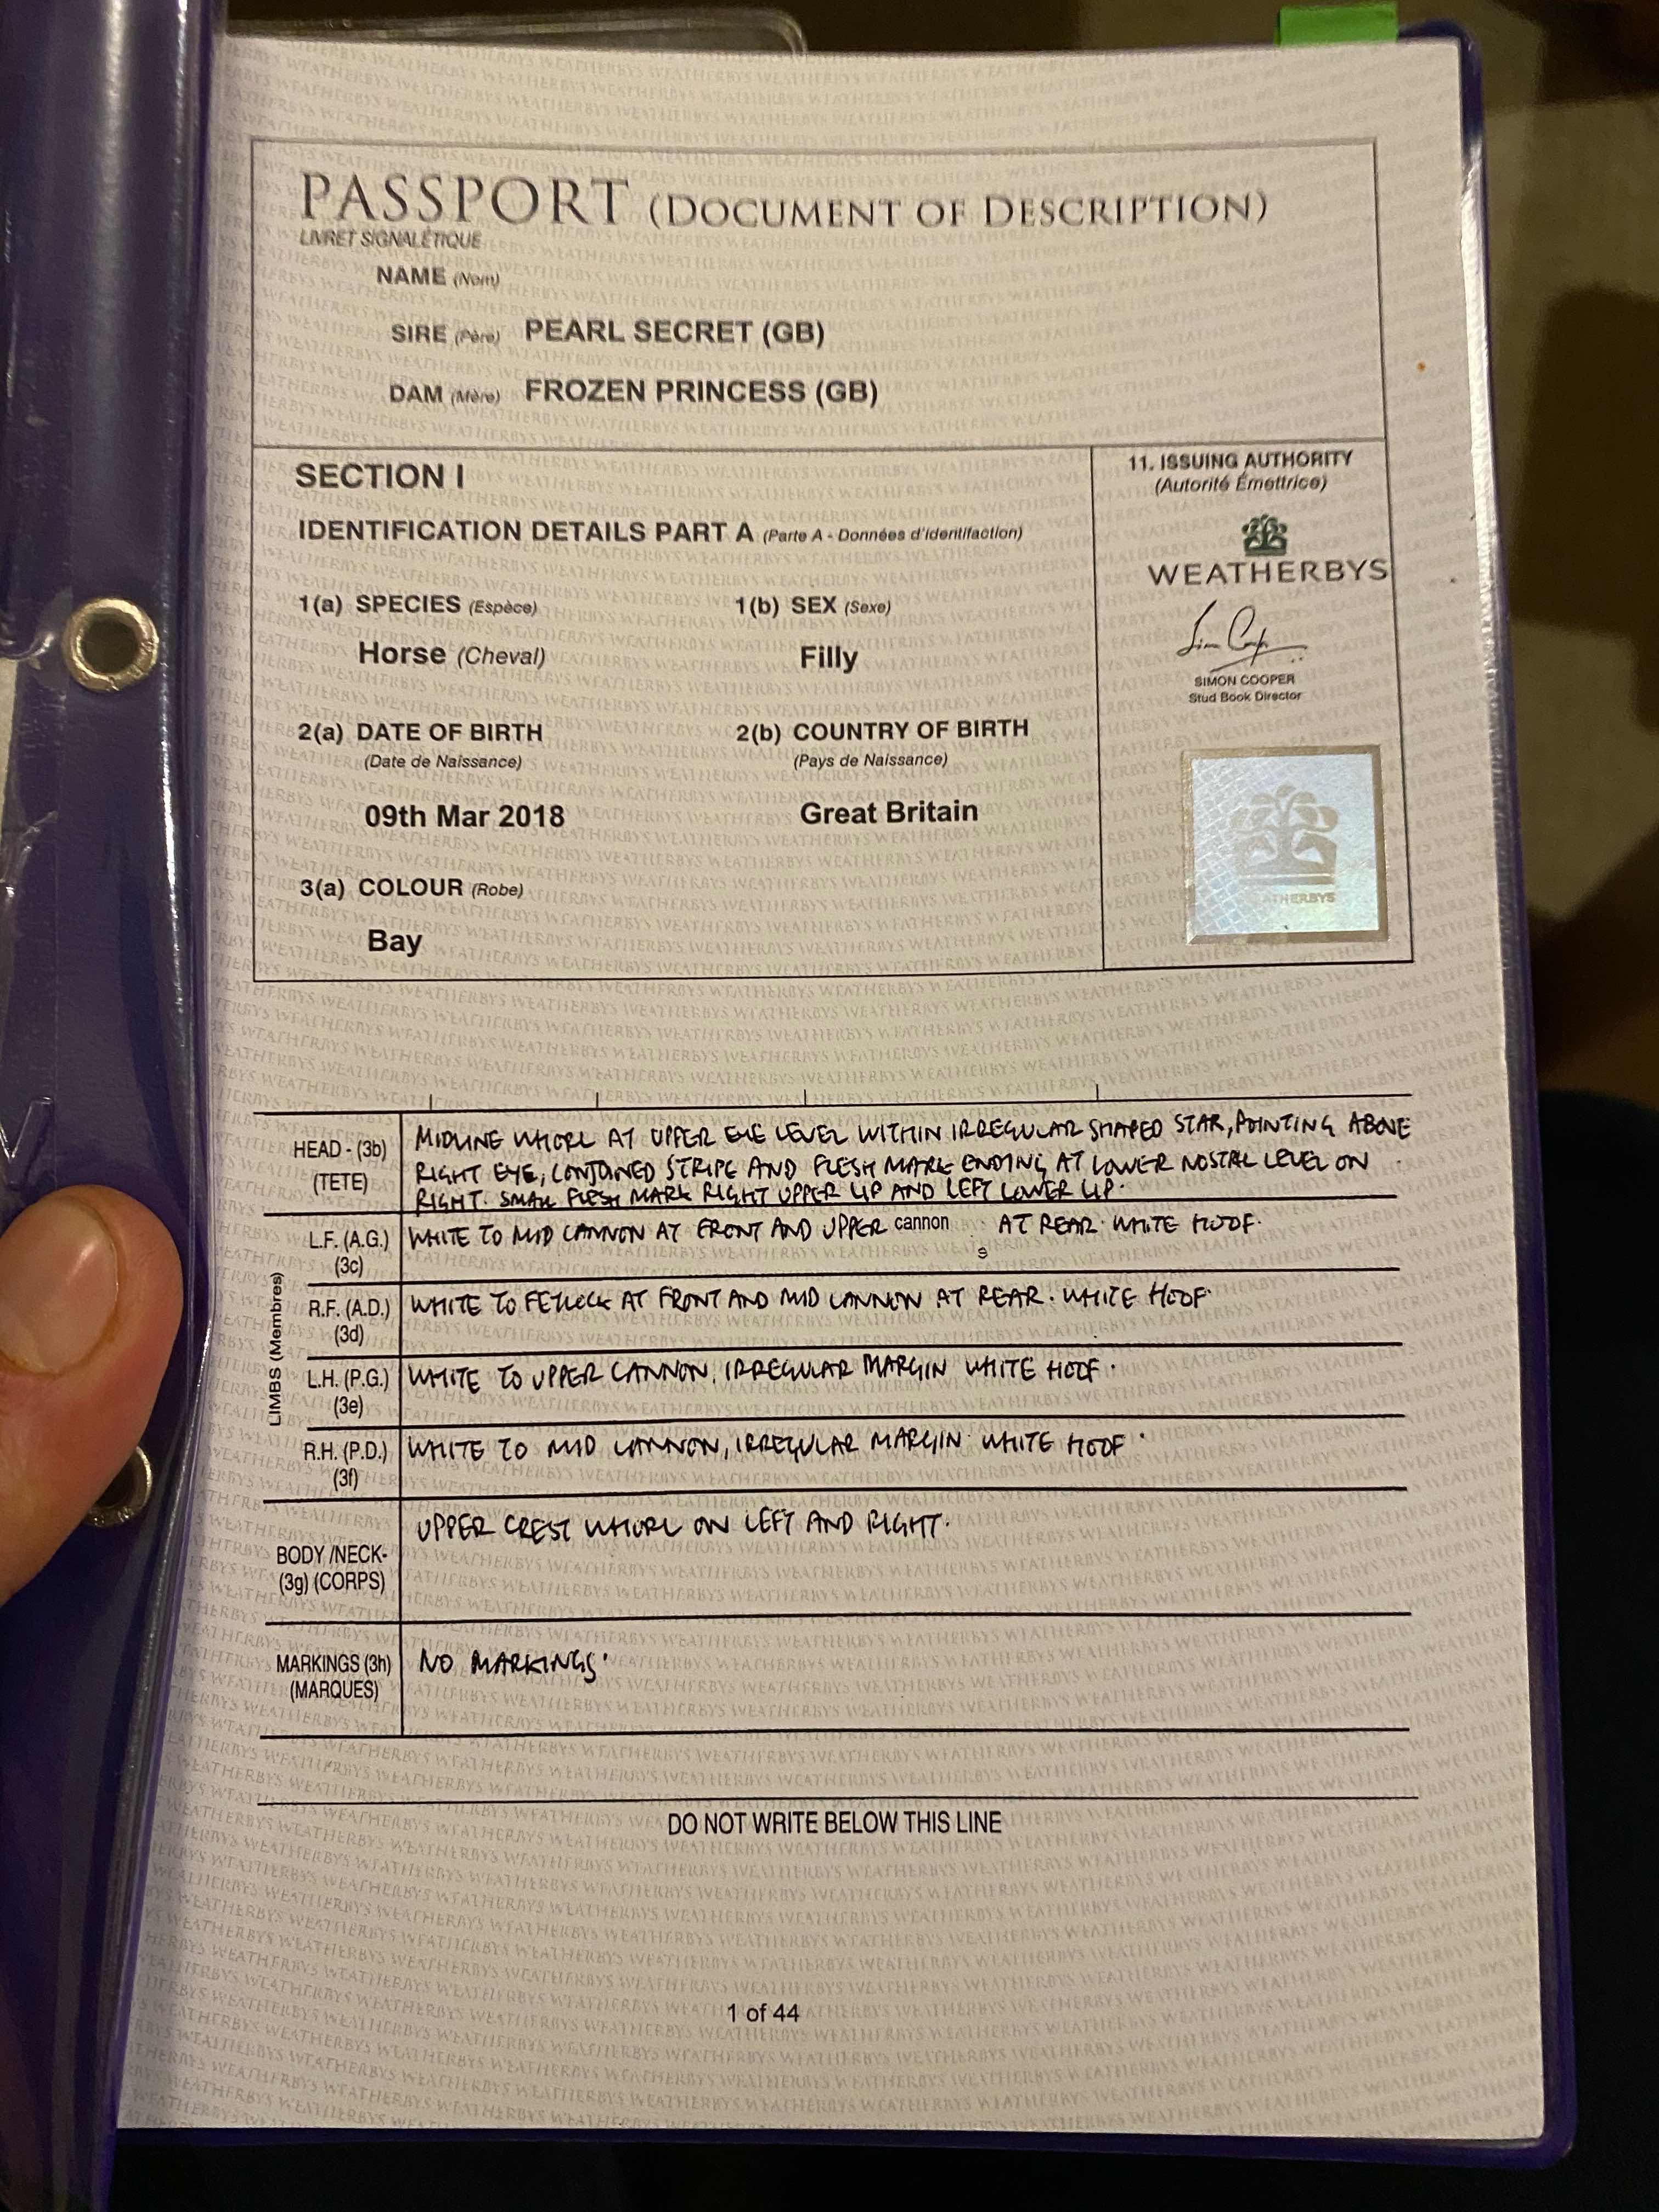 PASSPORT (DOCUMENT OF DESCRIPTION)
LIVRET SIGNALÉTIQUE
NAME (Nom)
SIRE (Père) PEARL SECRET (GB)
DAM (Mère) FROZEN PRINCESS (GB)
SECTION I
IDENTIFICATION DETAILS PART A (Parte A - Données d'identifaction)
1(a) SPECIES (Espèce) 1(b) SEX (Sexe)
Horse (Cheval) Filly
2(a) DATE OF BIRTH 2(b) COUNTRY OF BIRTH
(Date de Naissance) (Pays de Naissance)
09th Mar 2018 Great Britain
3(a) COLOUR (Robe)
Bay
11. ISSUING AUTHORITY
(Autorité Émettrice)
WEATHERBYS
SIMON COOPER
Stud Book Director
ATHERBYS
HEAD - (3b)
(TETE)
MIDLINE WHORL AT UPPER EYE LEVEL WITHIN IRREGULAR SHAPED STAR, POINTING ABOVE
RIGHT EYE, CONJOINED STRIPE AND FLESH MARK ENDING AT LOWER NOSTRIL LEVEL ON
RIGHT. SMALL FLESH MARK RIGHT UPPER LIP AND LEFT LOWER LIP.
LIMBS (Membres)
L.F. (A.G.)
(3c)
WHITE TO MID CANNON AT FRONT AND UPPER cannon AT REAR. WHITE HOOF.
s
R.F. (A.D.)
(3d)
WHITE TO FETLOCK AT FRONT AND MID CANNON AT REAR. WHITE HOOF.
L.H. (P.G.)
(3e)
WHITE TO UPPER CANNON, IRREGULAR MARGIN WHITE HOOF.
R.H. (P.D.)
(3f)
WHITE TO MID CANNON, IRREGULAR MARGIN. WHITE HOOF.
BODY /NECK-
(3g) (CORPS)
UPPER CREST WHORL ON LEFT AND RIGHT.
MARKINGS (3h)
(MARQUES)
NO MARKINGS.
DO NOT WRITE BELOW THIS LINE
1 of 44